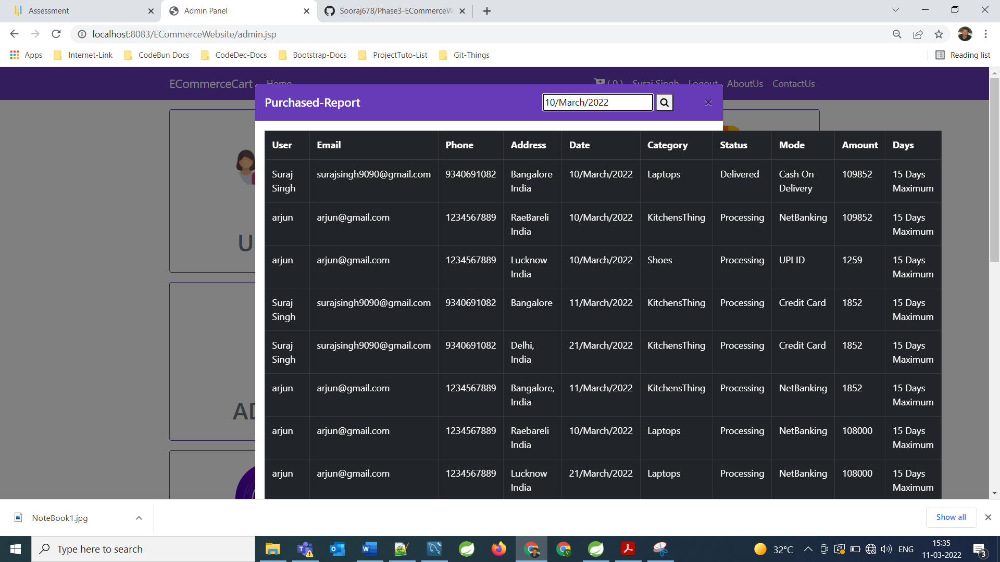 Assessment
Admin Panel
Sooraj678/Phase3-ECommerceW
localhost:8083/ECommerceWebsite/admin.jsp
Apps Internet-Link CodeBun Docs CodeDec-Docs Bootstrap-Docs ProjectTuto-List Git-Things Reading list
ECommerceCart Home ( 0 ) Suraj Singh Logout AboutUs ContactUs
Purchased-Report 10/March/2022 ×
User Email Phone Address Date Category Status Mode Amount Days
Suraj surajsingh9090@gmail.com 9340691082 Bangalore 10/March/2022 Laptops Delivered Cash On 109852 15 Days
Singh India Delivery Maximum
arjun arjun@gmail.com 1234567889 RaeBareli 10/March/2022 KitchensThing Processing NetBanking 109852 15 Days
India Maximum
arjun arjun@gmail.com 1234567889 Lucknow 10/March/2022 Shoes Processing UPI ID 1259 15 Days
India Maximum
Suraj surajsingh9090@gmail.com 9340691082 Bangalore 11/March/2022 KitchensThing Processing Credit Card 1852 15 Days
Singh Maximum
Suraj surajsingh9090@gmail.com 9340691082 Delhi, 21/March/2022 KitchensThing Processing Credit Card 1852 15 Days
Singh India Maximum
arjun arjun@gmail.com 1234567889 Bangalore, 11/March/2022 KitchensThing Processing NetBanking 1852 15 Days
India Maximum
arjun arjun@gmail.com 1234567889 Raebareli 10/March/2022 Laptops Processing NetBanking 108000 15 Days
India Maximum
arjun arjun@gmail.com 1234567889 Lucknow 21/March/2022 Laptops Processing NetBanking 108000 15 Days
India Maximum
U
AD
NoteBook1.jpg Show all
Type here to search
32°C ENG
15:35
11-03-2022
3